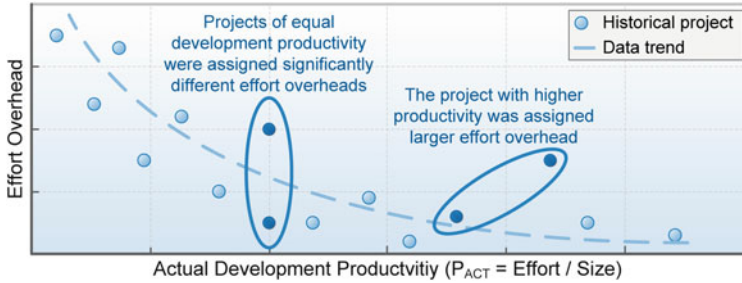 Projects of equal
development productivity
were assigned significantly
different effort overheads
Historical project
Data trend
The project with higher
productivity was assigned
larger effort overhead
Effort Overhead
Actual Development Productvitiy (PACT = Effort / Size)